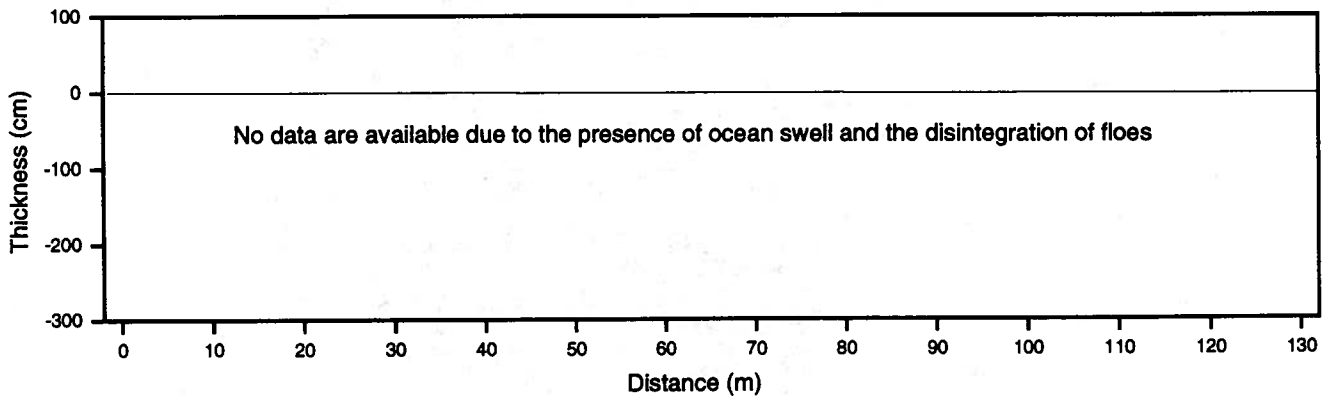 100
0
-100
-200
-300
Thickness (cm)
No data are available due to the presence of ocean swell and the disintegration of floes
0 10 20 30 40 50 60 70 80 90 100 110 120 130
Distance (m)